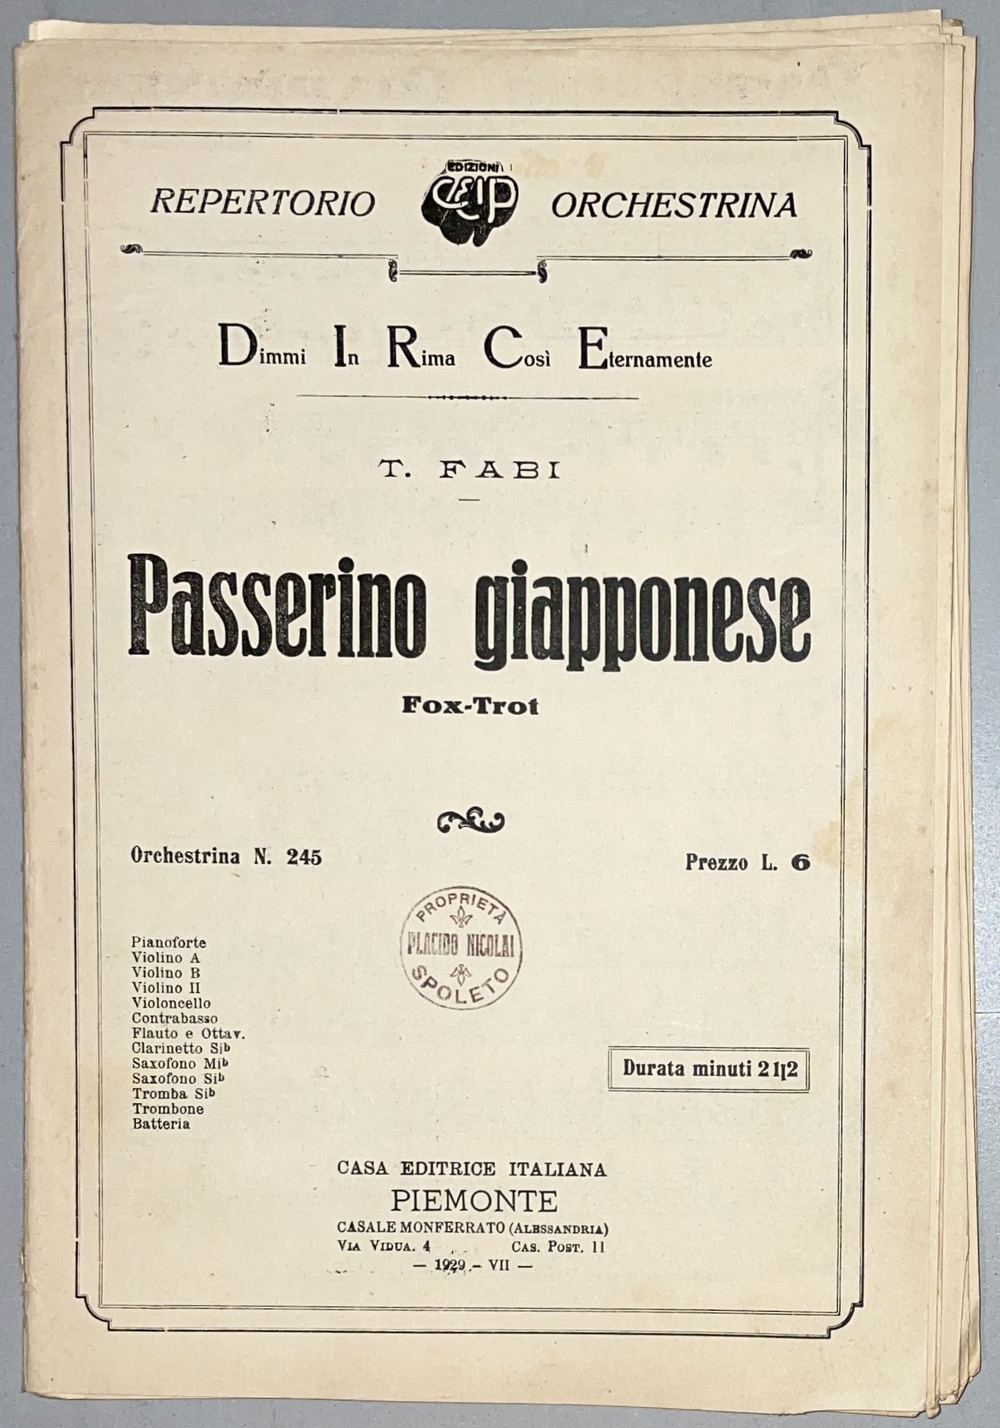 EDIZIONI
REPERTORIO CEIP ORCHESTRINA
Dimmi In Rima Così Eternamente
T. FABI
Passerino giapponese
Fox-Trot
Orchestrina N. 245
Prezzo L. 6
PROPRIETÀ
PLACIDO NICOLAI
SPOLETO
Pianoforte
Violino A
Violino B
Violino II
Violoncello
Contrabasso
Flauto e Ottav.
Clarinetto Sib
Saxofono Mib
Saxofono Sib
Tromba Sib
Trombone
Batteria
Durata minuti 2 1|2
CASA EDITRICE ITALIANA
PIEMONTE
CASALE MONFERRATO (ALESSANDRIA)
VIA VIDUA. 4 CAS. POST. 11
— 1929 - VII —